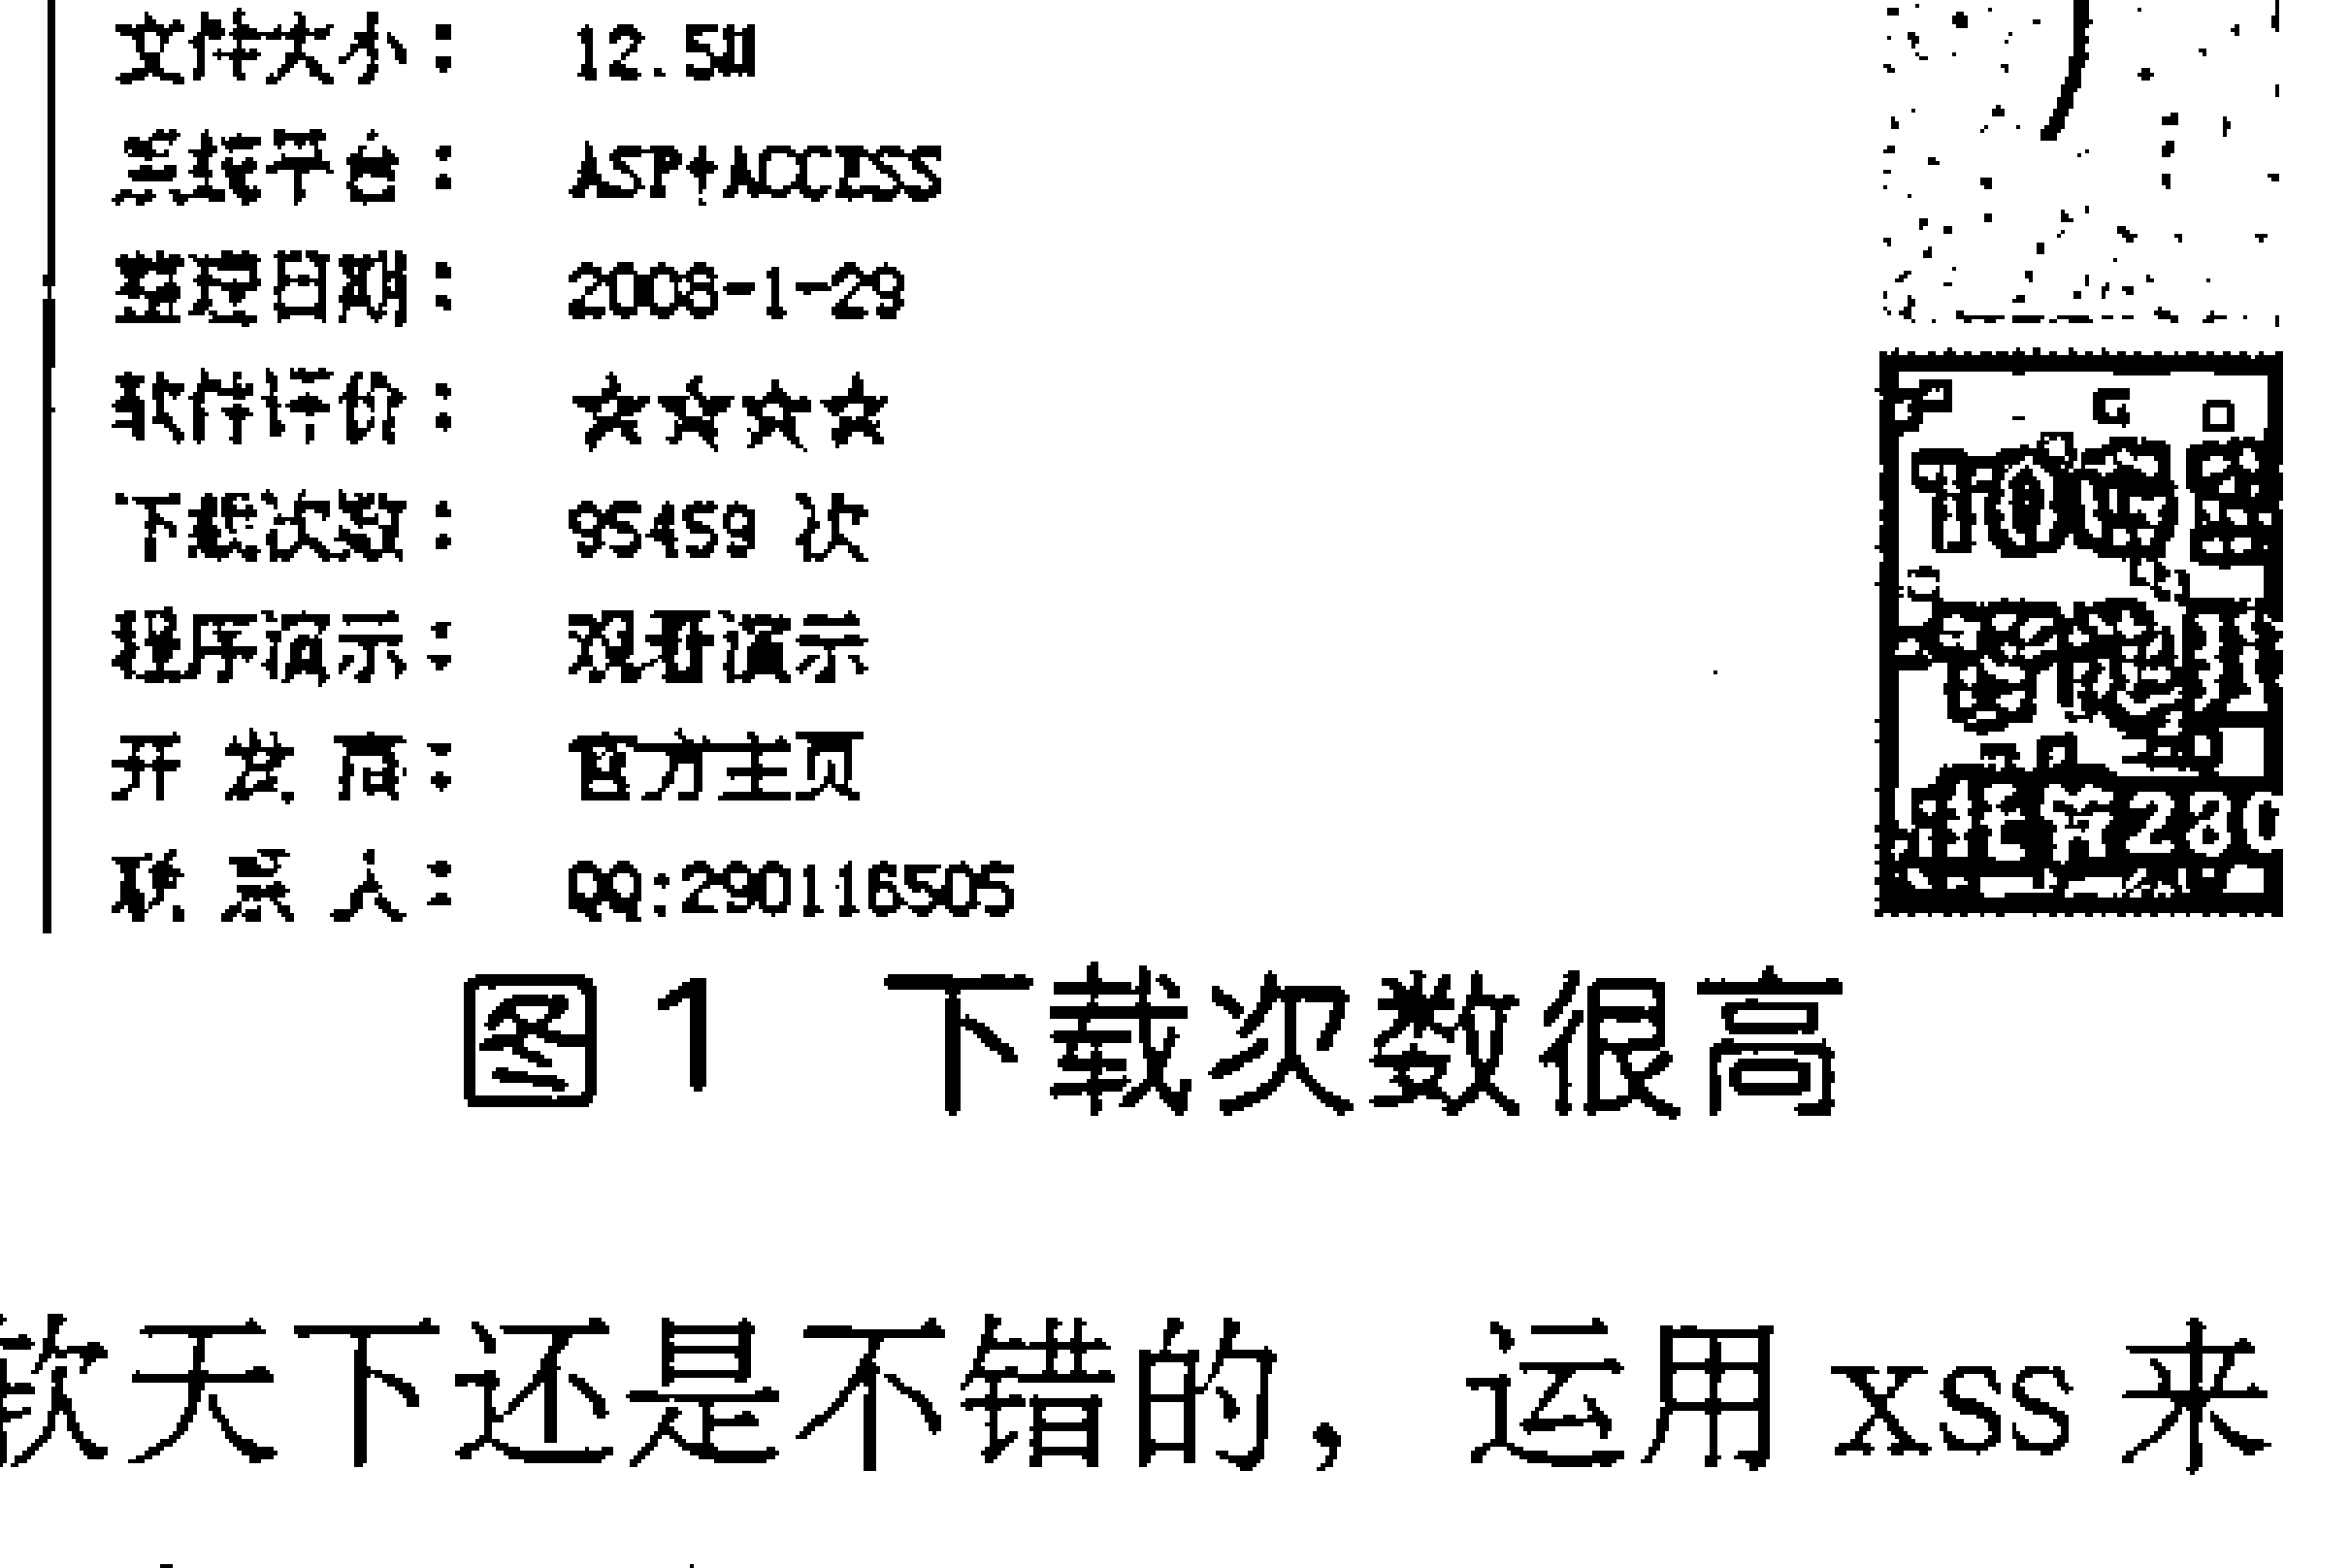 文件大小： 12.5M
系统平台： ASP+ACCESS
整理日期： 2008-1-29
软件评价： ☆☆☆☆
下载次数： 95459 次
程序演示： 观看演示
开 发 商： 官方主页
联 系 人： QQ:290116505
图1 下载次数很高
软天下还是不错的，运用 xss 来